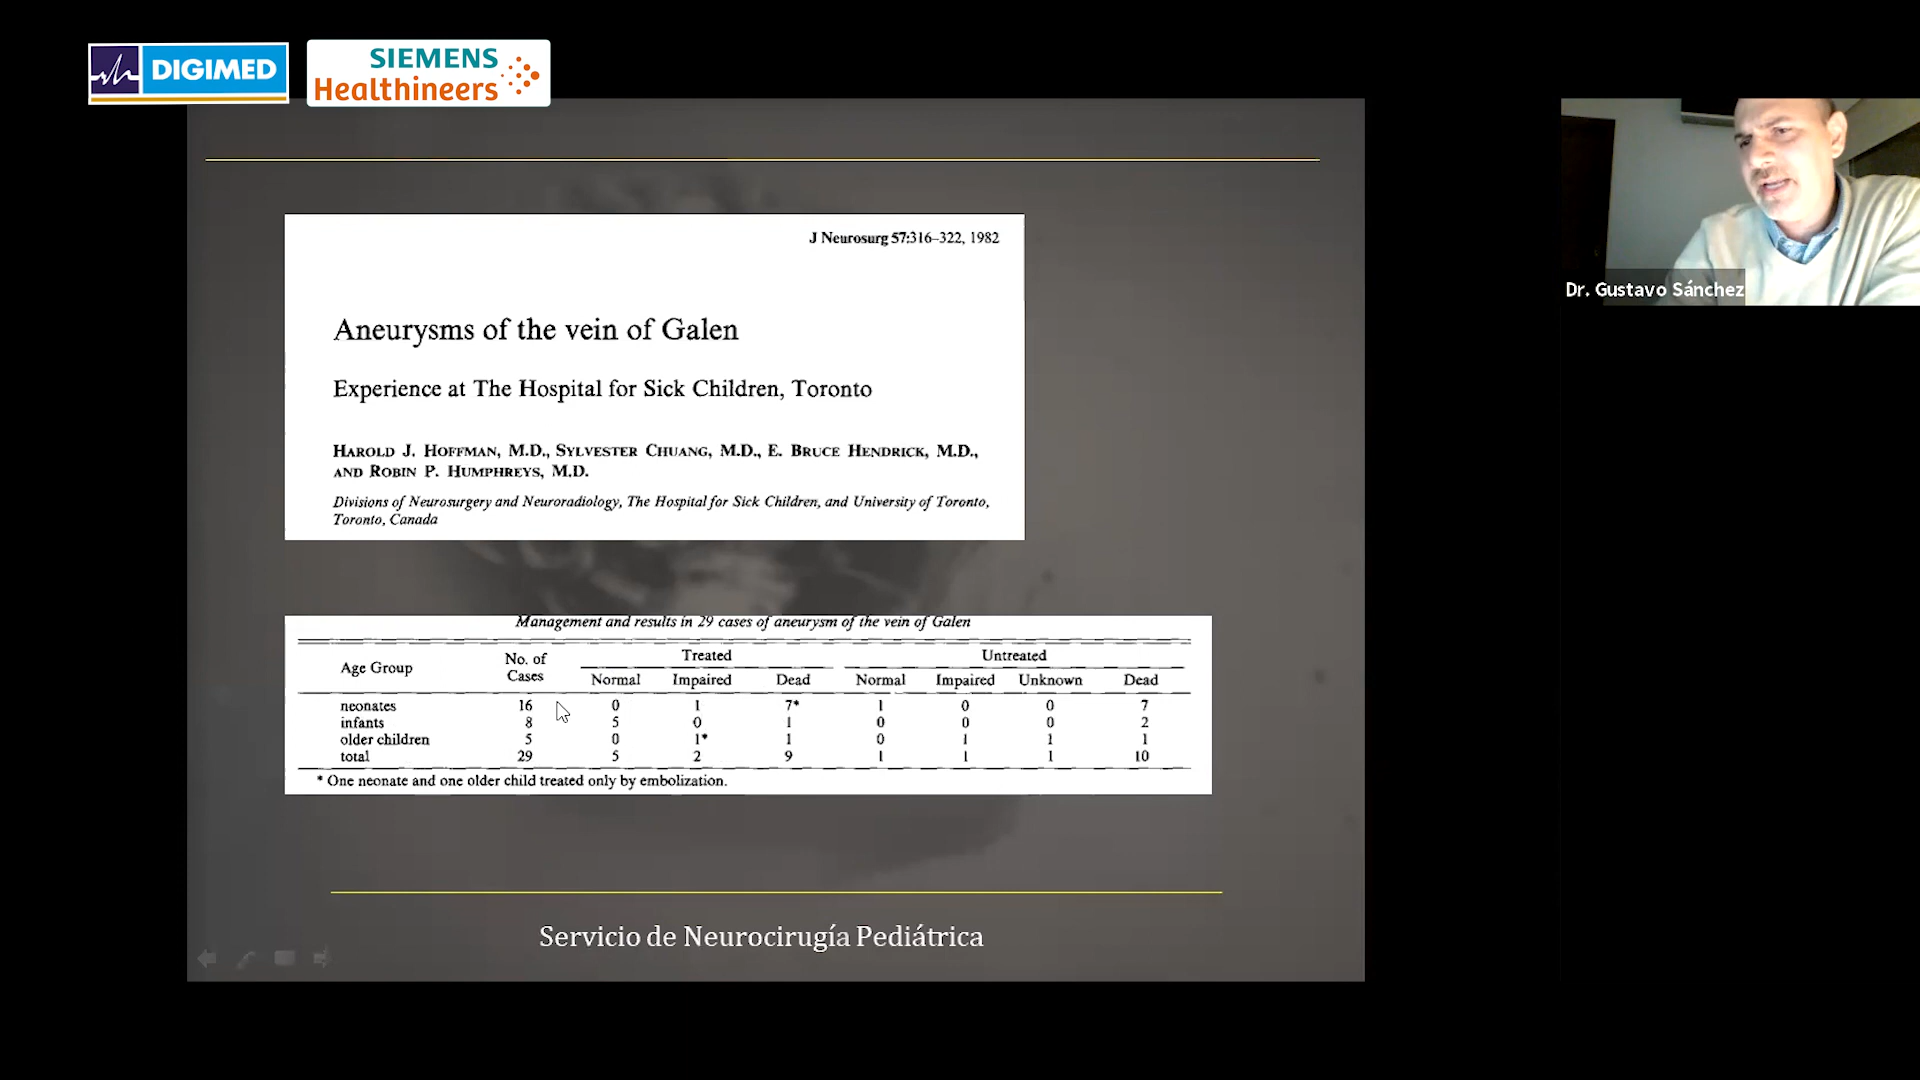 DIGIMED
SIEMENS
Healthineers
J Neurosurg 57:316–322, 1982
Aneurysms of the vein of Galen
Experience at The Hospital for Sick Children, Toronto
HAROLD J. HOFFMAN, M.D., SYLVESTER CHUANG, M.D., E. BRUCE HENDRICK, M.D.,
AND ROBIN P. HUMPHREYS, M.D.
Divisions of Neurosurgery and Neuroradiology, The Hospital for Sick Children, and University of Toronto,
Toronto, Canada
Dr. Gustavo Sánchez
Management and results in 29 cases of aneurysm of the vein of Galen
Age Group No. of Cases Treated Untreated
Normal Impaired Dead Normal Impaired Unknown Dead
neonates 16 0 1 7* 1 0 0 7
infants 8 5 0 1 0 0 0 2
older children 5 0 1* 1 0 1 1 1
total 29 5 2 9 1 1 1 10
* One neonate and one older child treated only by embolization.
Servicio de Neurocirugía Pediátrica